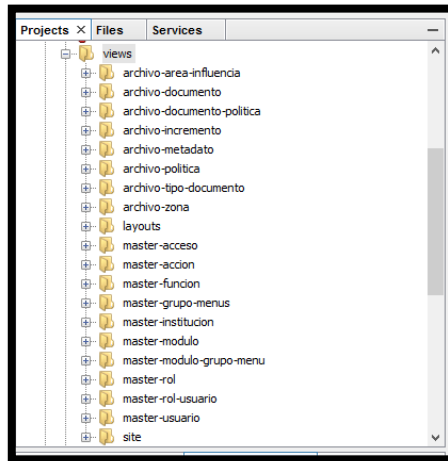 Projects × Files Services
views
archivo-area-influencia
archivo-documento
archivo-documento-politica
archivo-incremento
archivo-metadato
archivo-politica
archivo-tipo-documento
archivo-zona
layouts
master-acceso
master-accion
master-funcion
master-grupo-menus
master-institucion
master-modulo
master-modulo-grupo-menu
master-rol
master-rol-usuario
master-usuario
site